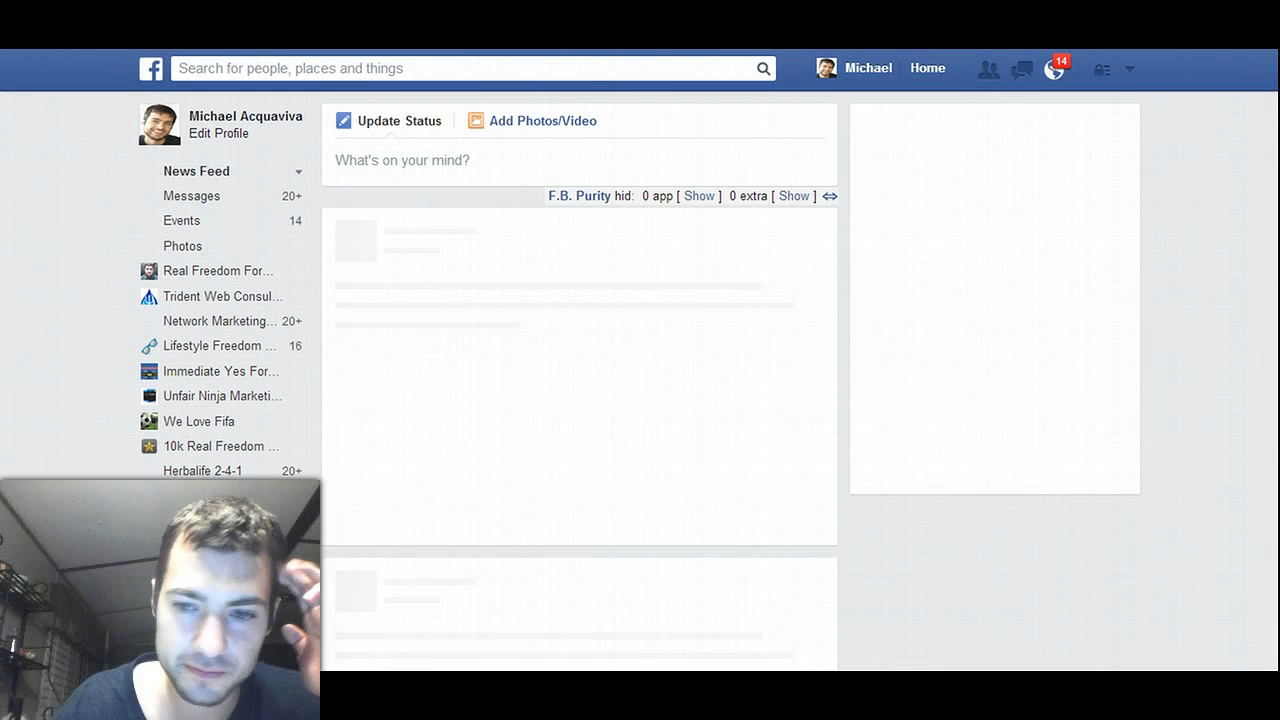 Search for people, places and things
Michael Home 14
Michael Acquaviva
Edit Profile
News Feed
Messages 20+
Events 14
Photos
Real Freedom For...
Trident Web Consul...
Network Marketing... 20+
Lifestyle Freedom ... 16
Immediate Yes For...
Unfair Ninja Marketi...
We Love Fifa
10k Real Freedom ...
Herbalife 2-4-1 20+
Update Status Add Photos/Video
What's on your mind?
F.B. Purity hid: 0 app [ Show ] 0 extra [ Show ]